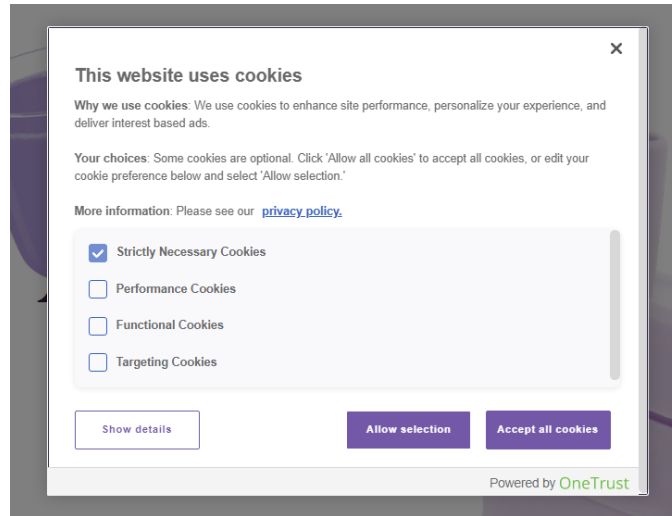 This website uses cookies
Why we use cookies: We use cookies to enhance site performance, personalize your experience, and
deliver interest based ads.
Your choices: Some cookies are optional. Click 'Allow all cookies' to accept all cookies, or edit your
cookie preference below and select 'Allow selection.'
More information: Please see our privacy policy.
Strictly Necessary Cookies
Performance Cookies
Functional Cookies
Targeting Cookies
Show details
Allow selection
Accept all cookies
Powered by OneTrust